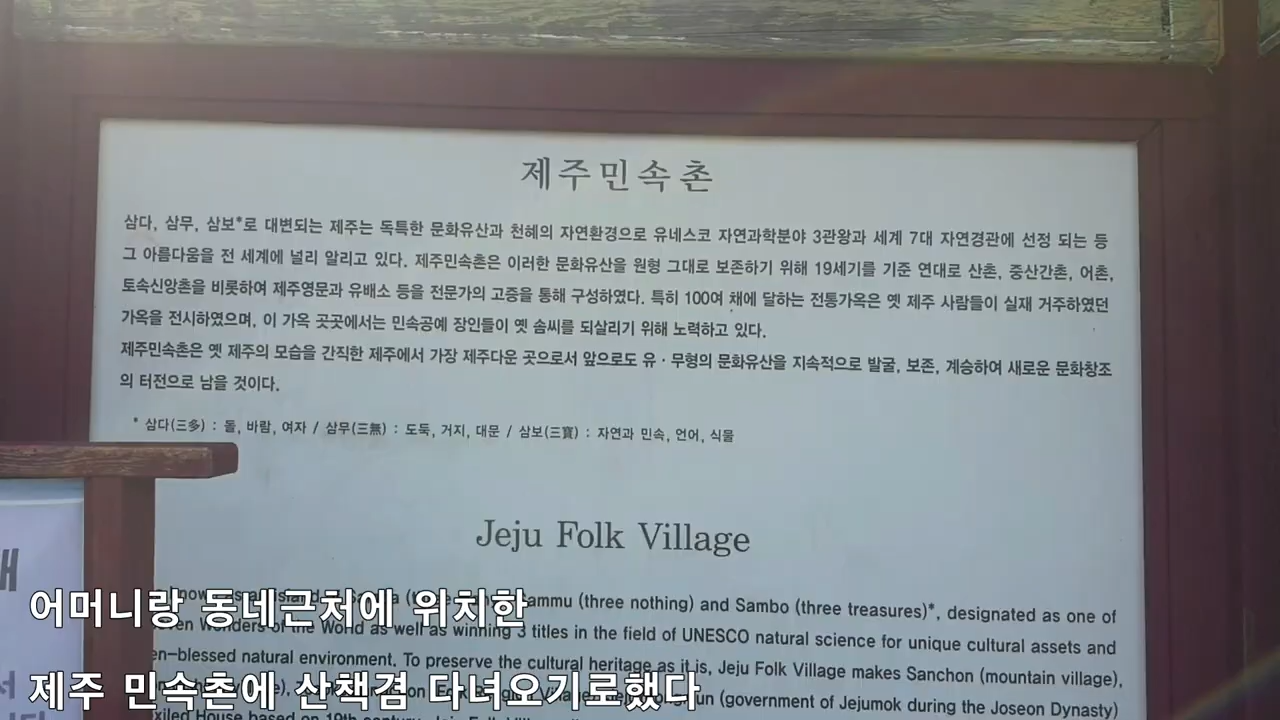 제주민속촌
삼다, 삼무, 삼보*로 대변되는 제주는 독특한 문화유산과 천혜의 자연환경으로 유네스코 자연과학분야 3관왕과 세계 7대 자연경관에 선정 되는 등
그 아름다움을 전 세계에 널리 알리고 있다. 제주민속촌은 이러한 문화유산을 원형 그대로 보존하기 위해 19세기를 기준 연대로 산촌, 중산간촌, 어촌,
토속신앙촌을 비롯하여 제주영문과 유배소 등을 전문가의 고증을 통해 구성하였다. 특히 100여 채에 달하는 전통가옥은 옛 제주 사람들이 실재 거주하였던
가옥을 전시하였으며, 이 가옥 곳곳에서는 민속공예 장인들이 옛 솜씨를 되살리기 위해 노력하고 있다.
제주민속촌은 옛 제주의 모습을 간직한 제주에서 가장 제주다운 곳으로서 앞으로도 유·무형의 문화유산을 지속적으로 발굴, 보존, 계승하여 새로운 문화창조
의 터전으로 남을 것이다.
* 삼다(三多) : 돌, 바람, 여자 / 삼무(三無) : 도둑, 거지, 대문 / 삼보(三寶) : 자연과 민속, 언어, 식물
Jeju Folk Village
(three nothing) and Sambo (three treasures)*, designated as one of
Wonders of the World as well as winning 3 titles in the field of UNESCO natural science for unique cultural assets and
natural environment. To preserve the cultural heritage as it is, Jeju Folk Village makes Sanchon (mountain village),
(government of Jejumok during the Joseon Dynasty)
어머니랑 동네근처에 위치한
제주 민속촌에 산책겸 다녀오기로했다